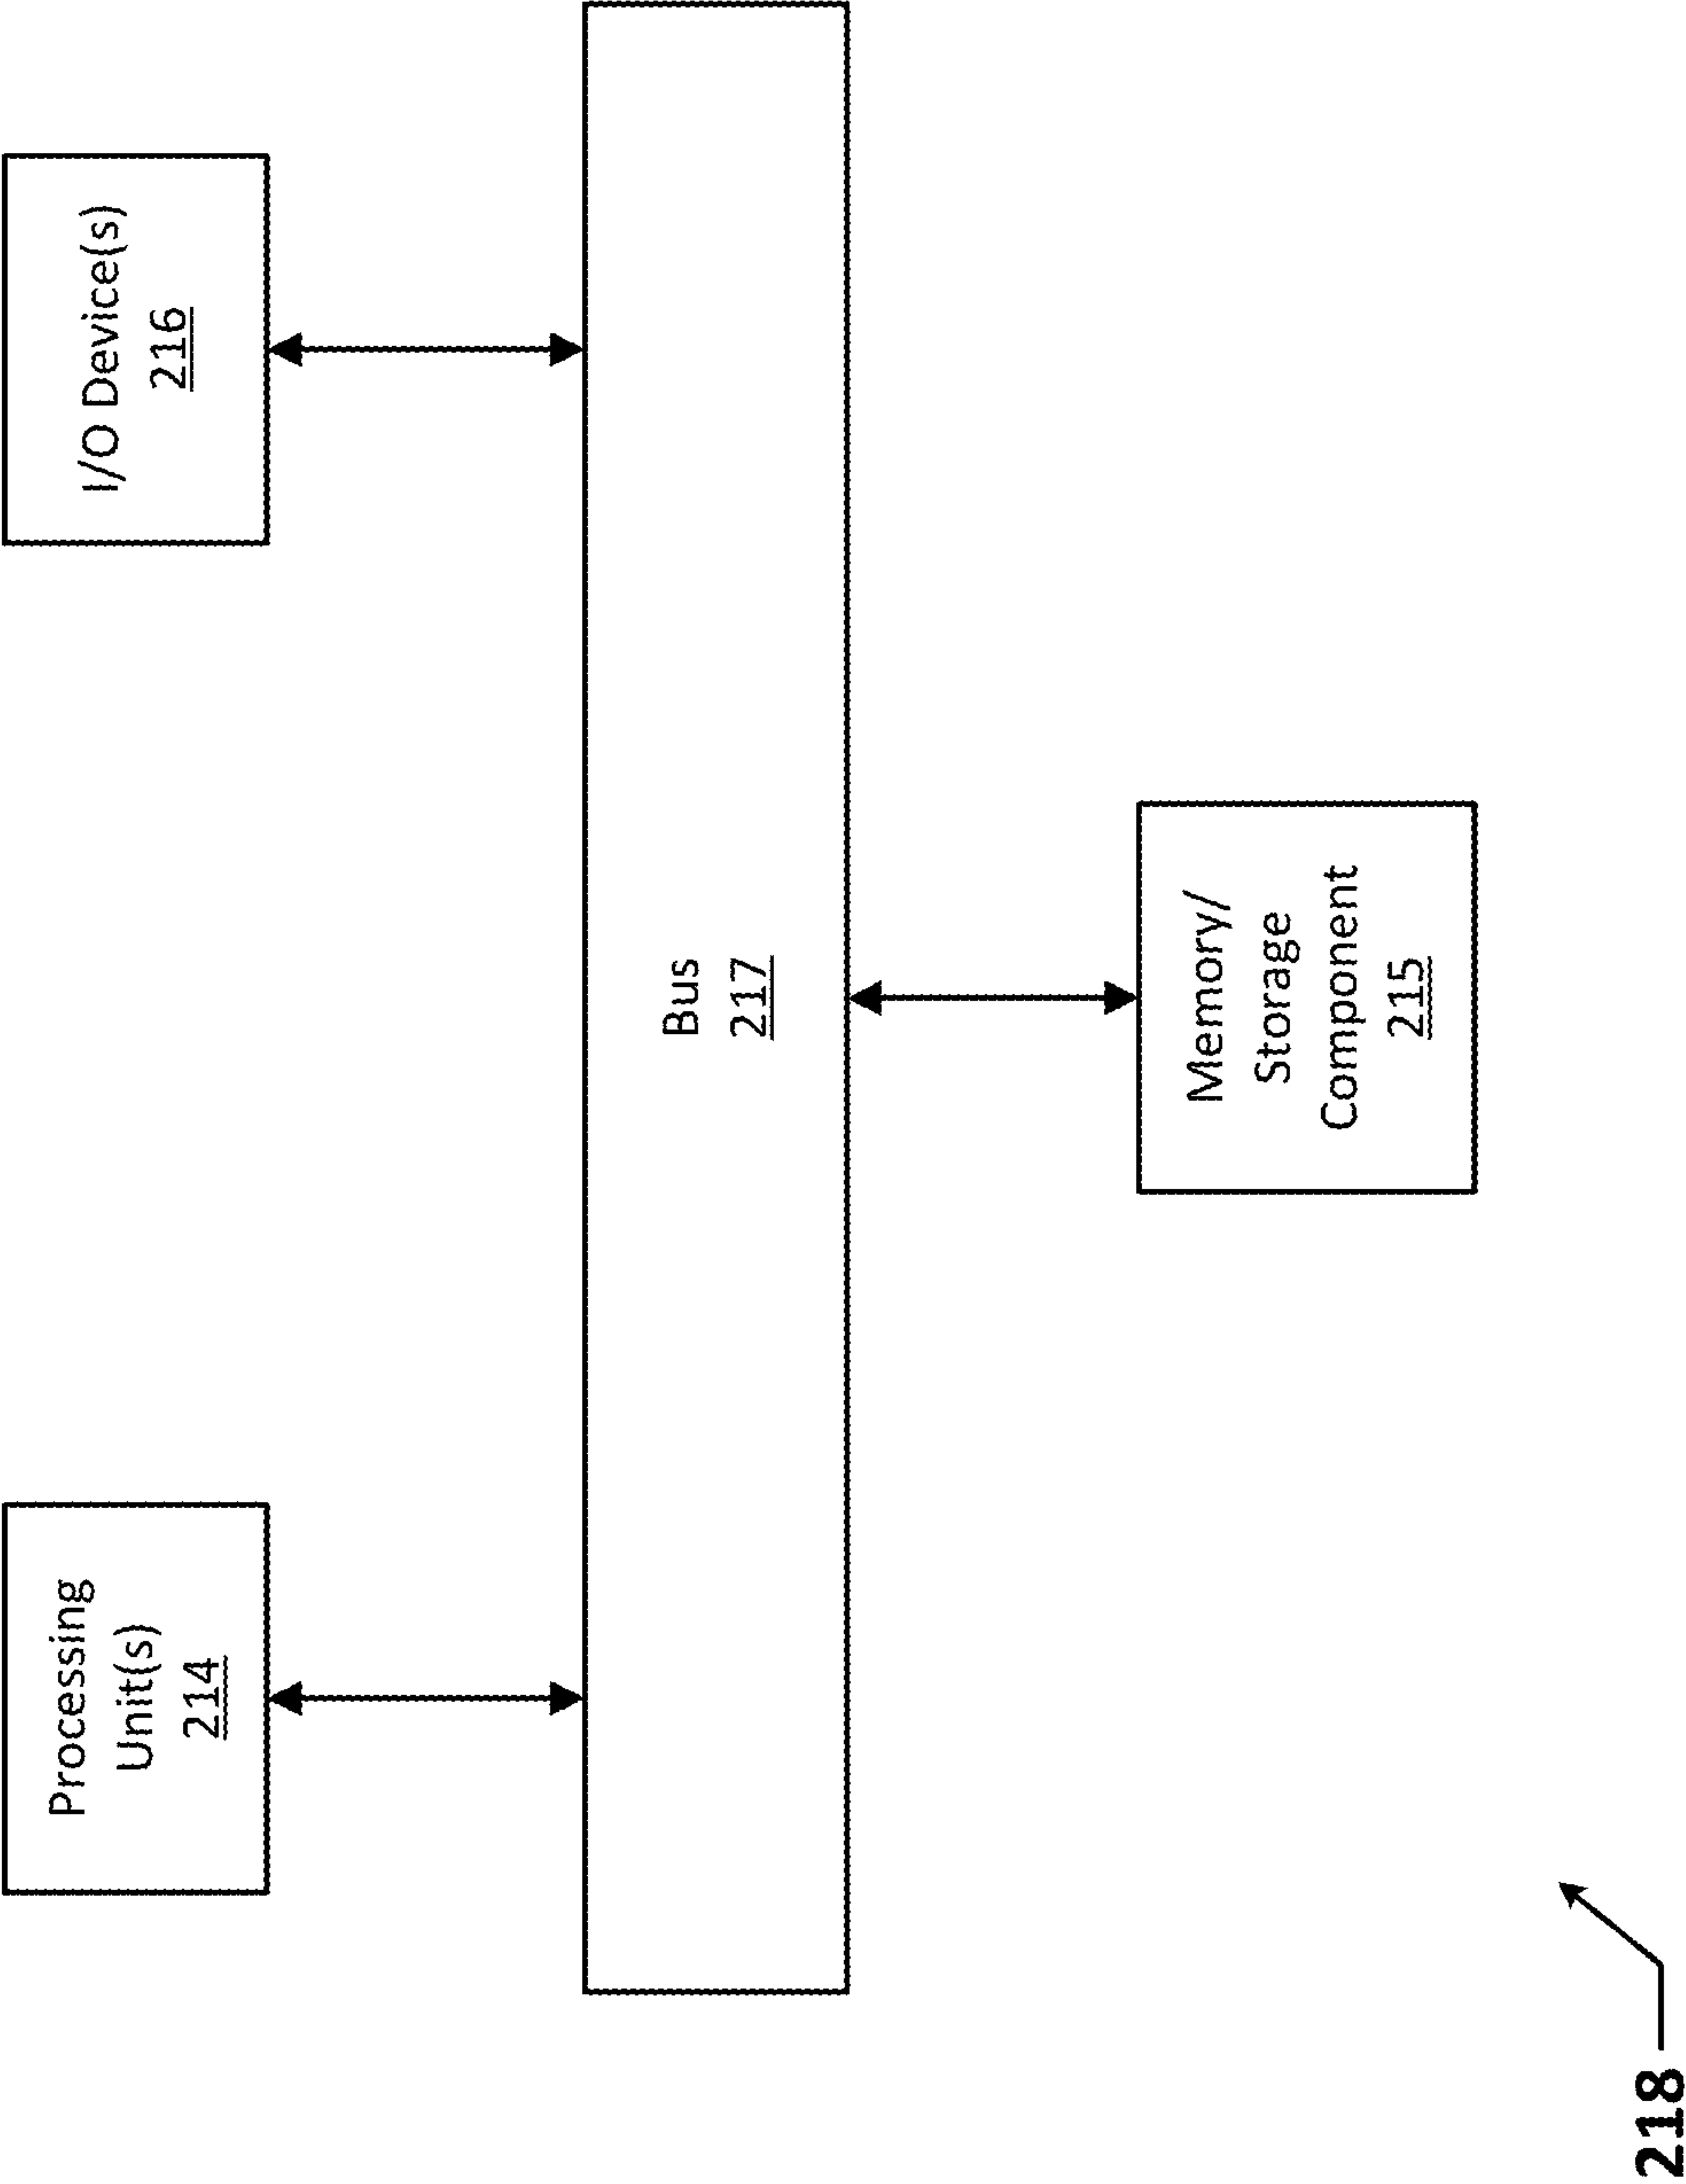 Processing
Unit(s)
214
I/O Device(s)
216
Bus
217
Memory/
Storage
Component
215
218